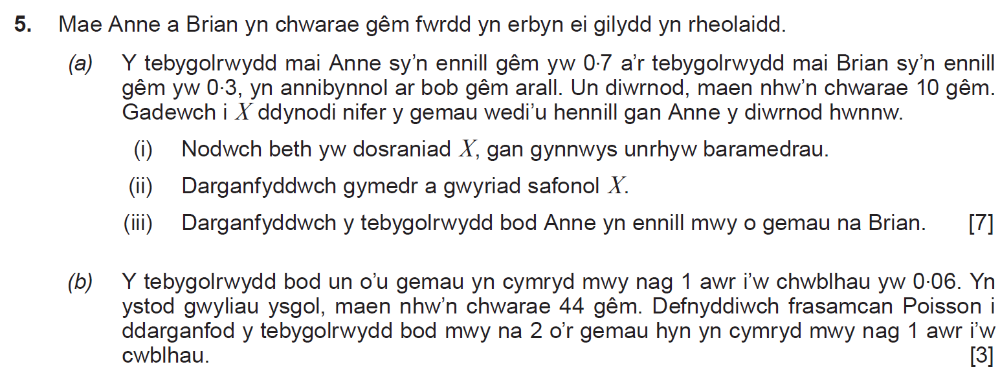 5. Mae Anne a Brian yn chwarae gêm fwrdd yn erbyn ei gilydd yn rheolaidd.
(a) Y tebygolrwydd mai Anne sy'n ennill gêm yw 0·7 a'r tebygolrwydd mai Brian sy'n ennill
gêm yw 0·3, yn annibynnol ar bob gêm arall. Un diwrnod, maen nhw'n chwarae 10 gêm.
Gadewch i X ddynodi nifer y gemau wedi'u hennill gan Anne y diwrnod hwnnw.
(i) Nodwch beth yw dosraniad X, gan gynnwys unrhyw baramedrau.
(ii) Darganfyddwch gymedr a gwyriad safonol X.
(iii) Darganfyddwch y tebygolrwydd bod Anne yn ennill mwy o gemau na Brian. [7]
(b) Y tebygolrwydd bod un o'u gemau yn cymryd mwy nag 1 awr i'w chwblhau yw 0·06. Yn
ystod gwyliau ysgol, maen nhw'n chwarae 44 gêm. Defnyddiwch frasamcan Poisson i
ddarganfod y tebygolrwydd bod mwy na 2 o'r gemau hyn yn cymryd mwy nag 1 awr i'w
cwblhau. [3]